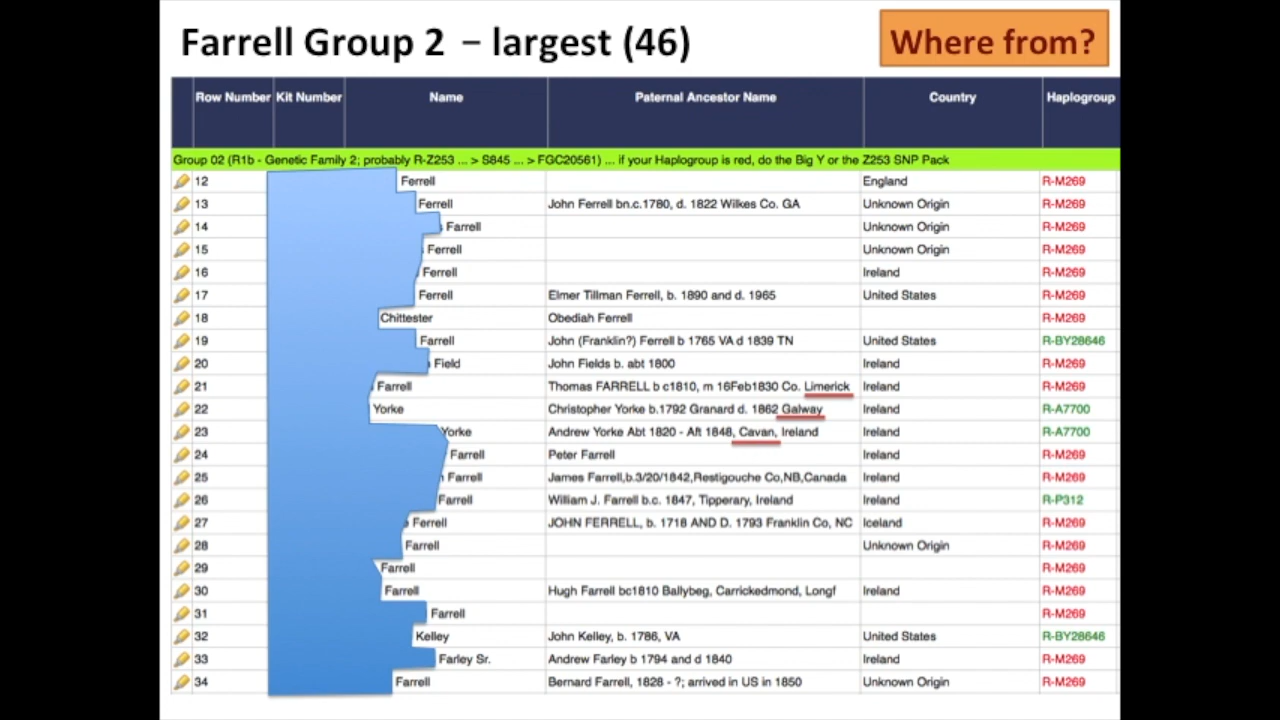 Farrell Group 2 – largest (46)
Where from?
Row Number Kit Number Name Paternal Ancestor Name Country Haplogroup
Group 02 (R1b - Genetic Family 2; probably R-Z253 ... > S845 ... > FGC20561) ... if your Haplogroup is red, do the Big Y or the Z253 SNP Pack
12 Ferrell England R-M269
13 Ferrell John Ferrell bn.c.1780, d. 1822 Wilkes Co. GA Unknown Origin R-M269
14 Farrell Unknown Origin R-M269
15 Ferrell Unknown Origin R-M269
16 Ferrell Ireland R-M269
17 Ferrell Elmer Tillman Ferrell, b. 1890 and d. 1965 United States R-M269
18 Chittester Obediah Ferrell R-M269
19 Farrell John (Franklin?) Ferrell b 1765 VA d 1839 TN United States R-BY28646
20 Field John Fields b. abt 1800 Ireland R-M269
21 Farrell Thomas FARRELL b c1810, m 16Feb1830 Co. Limerick Ireland R-M269
22 Yorke Christopher Yorke b.1792 Granard d. 1862 Galway Ireland R-A7700
23 Yorke Andrew Yorke Abt 1820 - Aft 1848, Cavan, Ireland Ireland R-A7700
24 Farrell Peter Farrell Ireland R-M269
25 Farrell James Farrell,b.3/20/1842,Restigouche Co,NB,Canada Ireland R-M269
26 Farrell William J. Farrell b.c. 1847, Tipperary, Ireland Ireland R-P312
27 Ferrell JOHN FERRELL, b. 1718 AND D. 1793 Franklin Co, NC Iceland R-M269
28 Farrell Unknown Origin R-M269
29 Farrell R-M269
30 Farrell Hugh Farrell bc1810 Ballybeg, Carrickedmond, Longf Ireland R-M269
31 Farrell R-M269
32 Kelley John Kelley, b. 1786, VA United States R-BY28646
33 Farley Sr. Andrew Farley b 1794 and d 1840 Ireland R-M269
34 Farrell Bernard Farrell, 1828 - ?; arrived in US in 1850 Unknown Origin R-M269